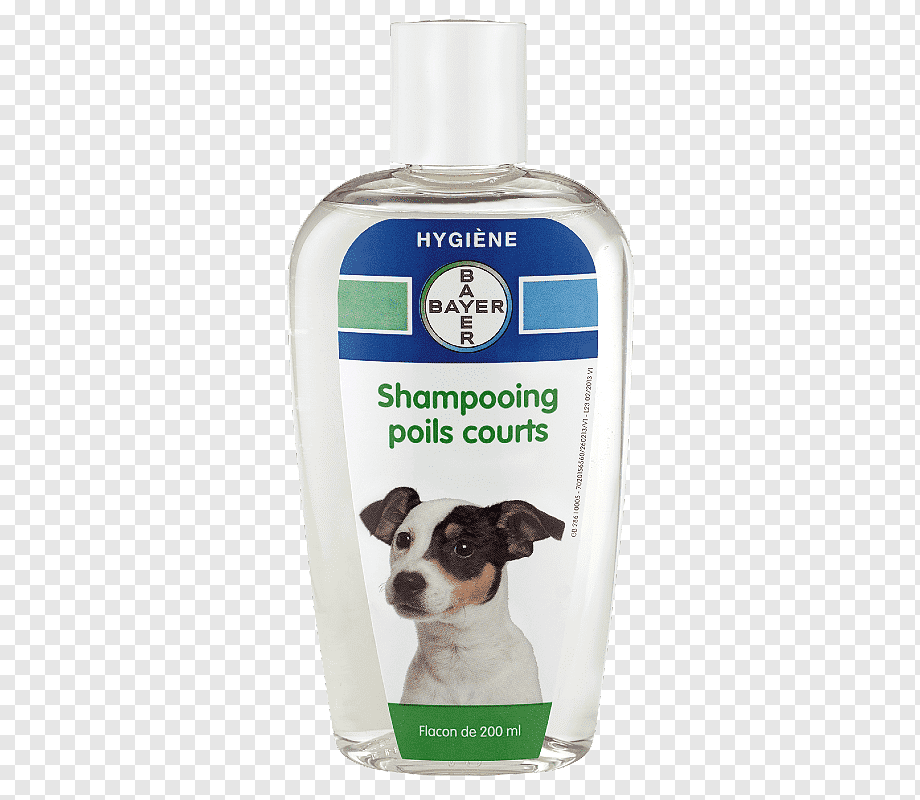 HYGIÈNE
BAYER
BAYER
Shampooing
poils courts
Flacon de 200 ml